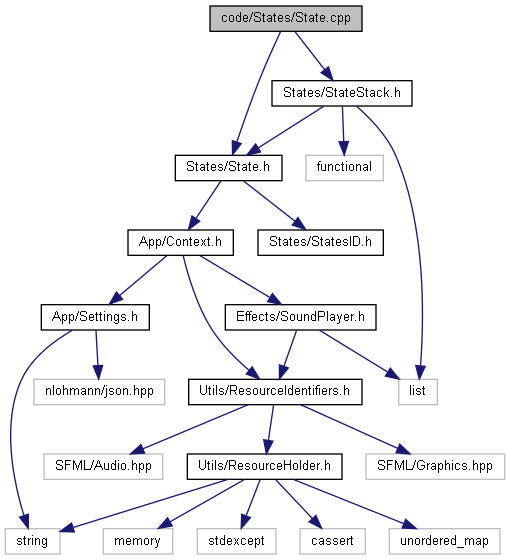 code/States/State.cpp
States/StateStack.h
States/State.h
functional
App/Context.h
States/StatesID.h
App/Settings.h
Effects/SoundPlayer.h
nlohmann/json.hpp
Utils/ResourceIdentifiers.h
list
SFML/Audio.hpp
Utils/ResourceHolder.h
SFML/Graphics.hpp
string
memory
stdexcept
cassert
unordered_map